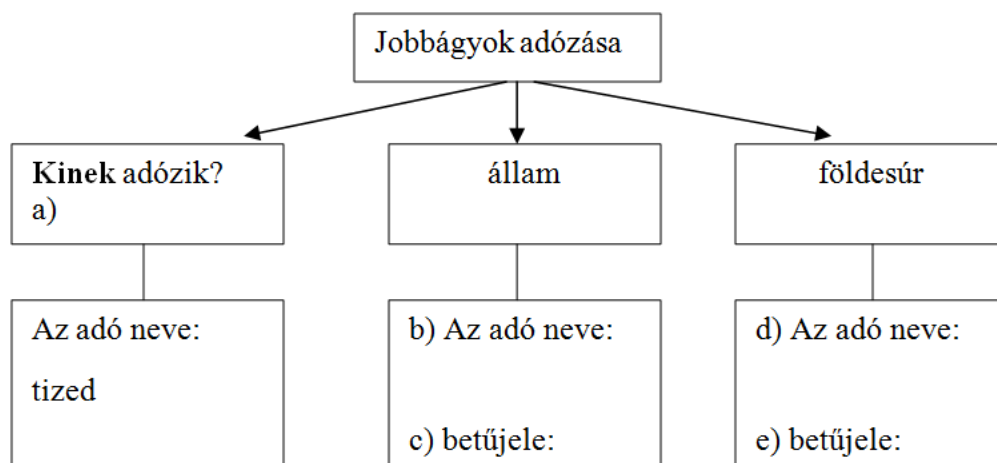 Jobbágyok adózása
Kinek adózik?
a)
állam
földesúr
Az adó neve:
tized
b) Az adó neve:
c) betűjele:
d) Az adó neve:
e) betűjele: